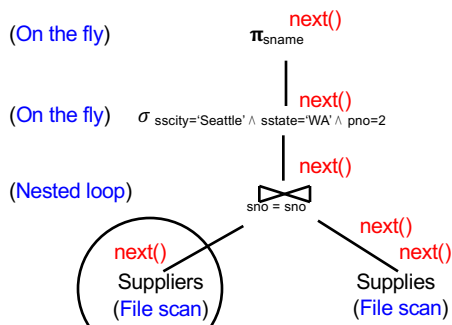 next()
(On the fly) 𝛑sname
next()
(On the fly) σ sscity=‘Seattle’ ∧ sstate=‘WA’ ∧ pno=2
next()
(Nested loop)
sno = sno
next()
next() next()
Suppliers Supplies
(File scan) (File scan)